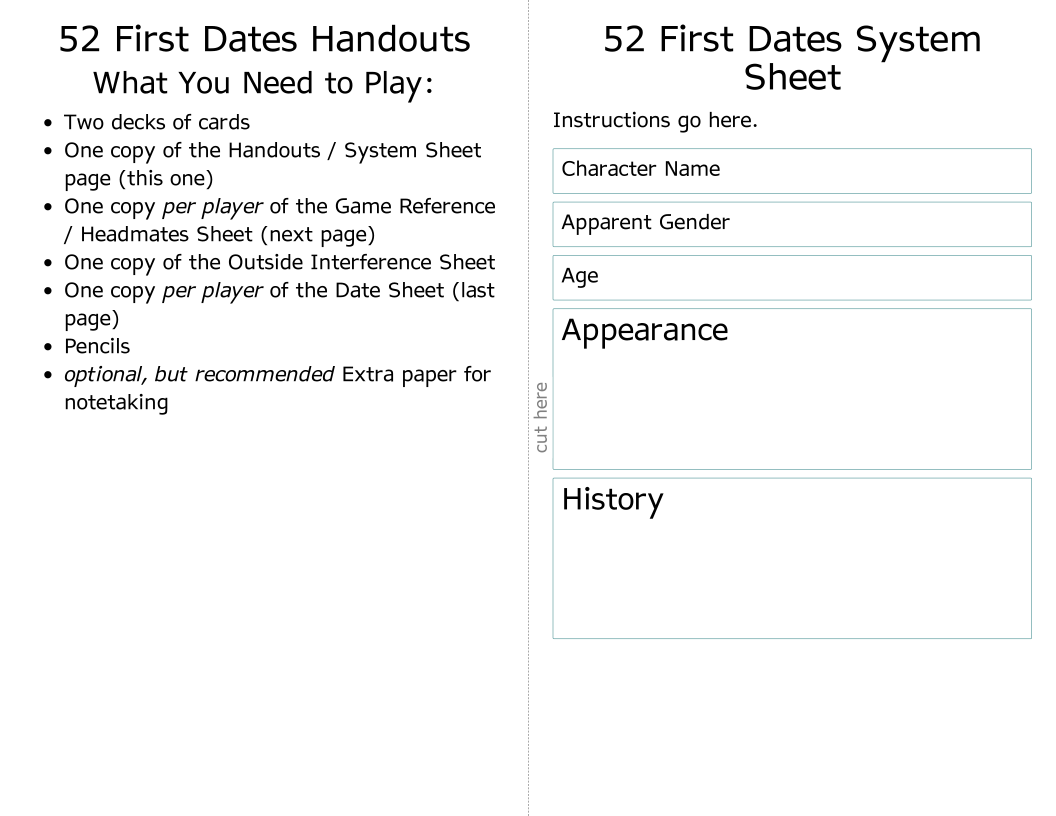 52 First Dates Handouts
What You Need to Play:
• Two decks of cards
• One copy of the Handouts / System Sheet
page (this one)
• One copy per player of the Game Reference
/ Headmates Sheet (next page)
• One copy of the Outside Interference Sheet
• One copy per player of the Date Sheet (last
page)
• Pencils
• optional, but recommended Extra paper for
notetaking
cut here
52 First Dates System
Sheet
Instructions go here.
Character Name
Apparent Gender
Age
Appearance
History